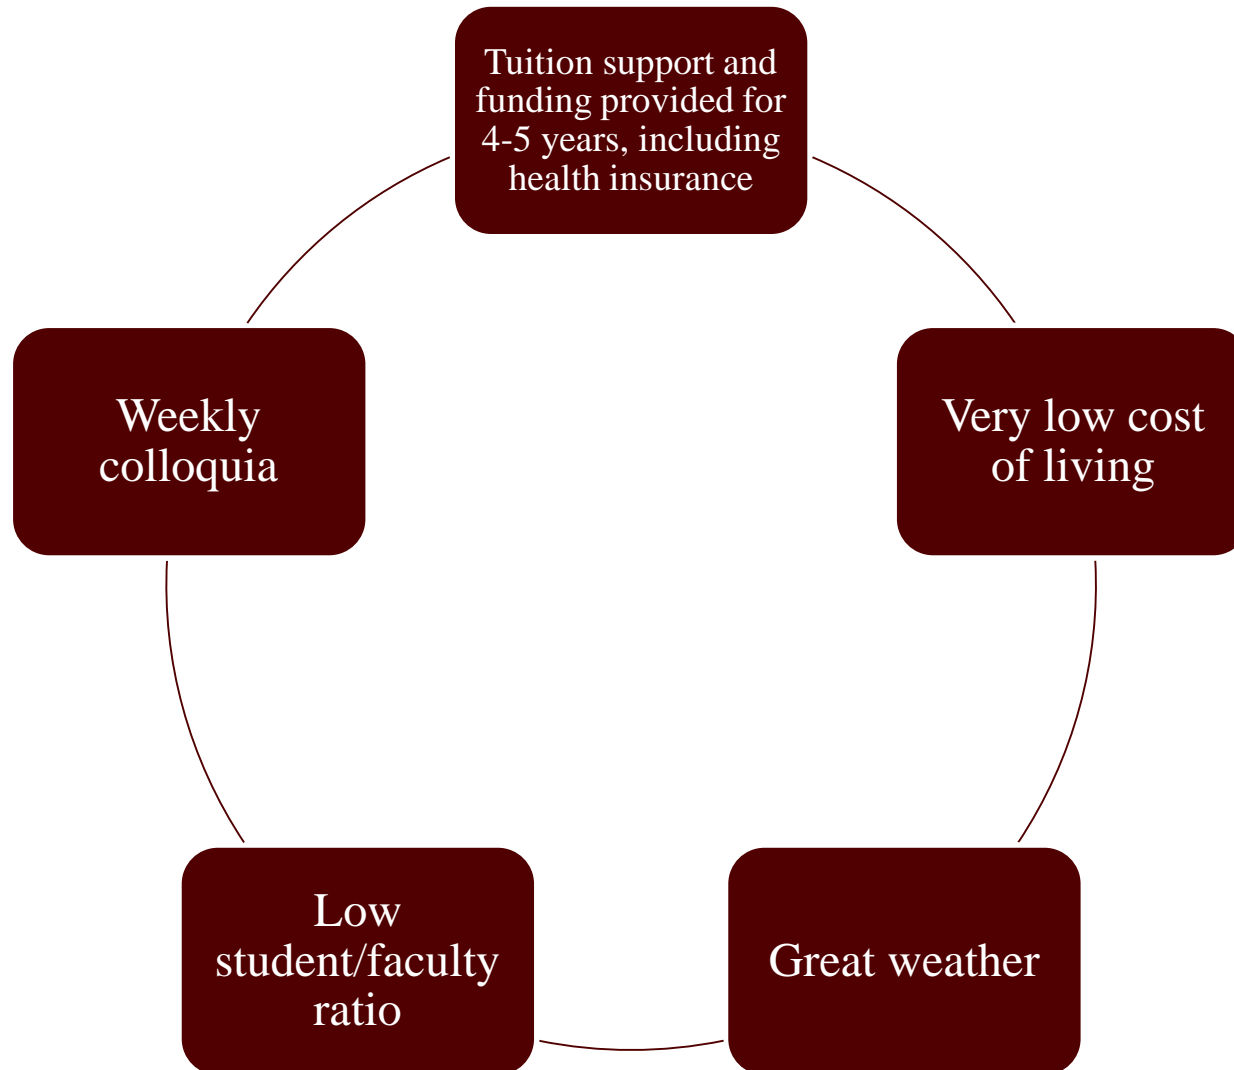 Tuition support and
funding provided for
4-5 years, including
health insurance
Very low cost
of living
Great weather
Low
student/faculty
ratio
Weekly
colloquia